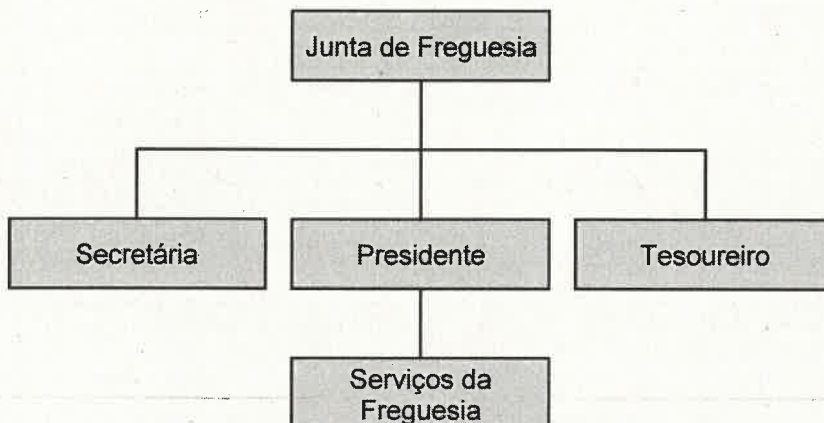 Junta de Freguesia
Secretária
Presidente
Tesoureiro
Serviços da
Freguesia